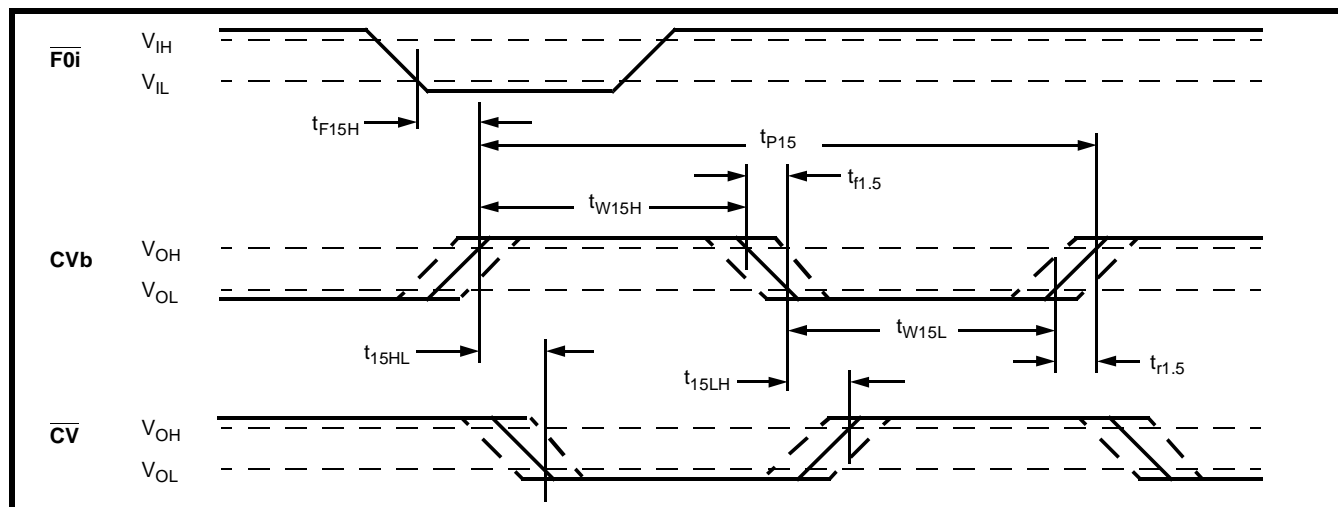 F0i
VIH
VIL
tF15H
tP15
tf1.5
tW15H
CVb
VOH
VOL
tW15L
t15HL
t15LH
tr1.5
CV
VOH
VOL